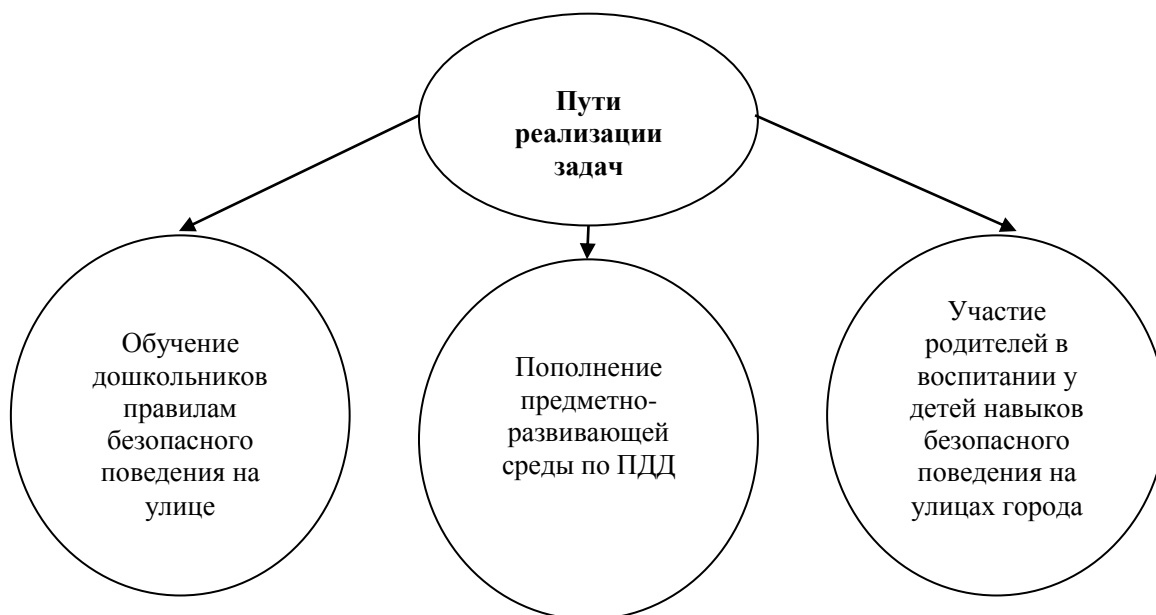 Пути
реализации
задач
Обучение
дошкольников
правилам
безопасного
поведения на
улице
Пополнение
предметно-
развивающей
среды по ПДД
Участие
родителей в
воспитании у
детей навыков
безопасного
поведения на
улицах города